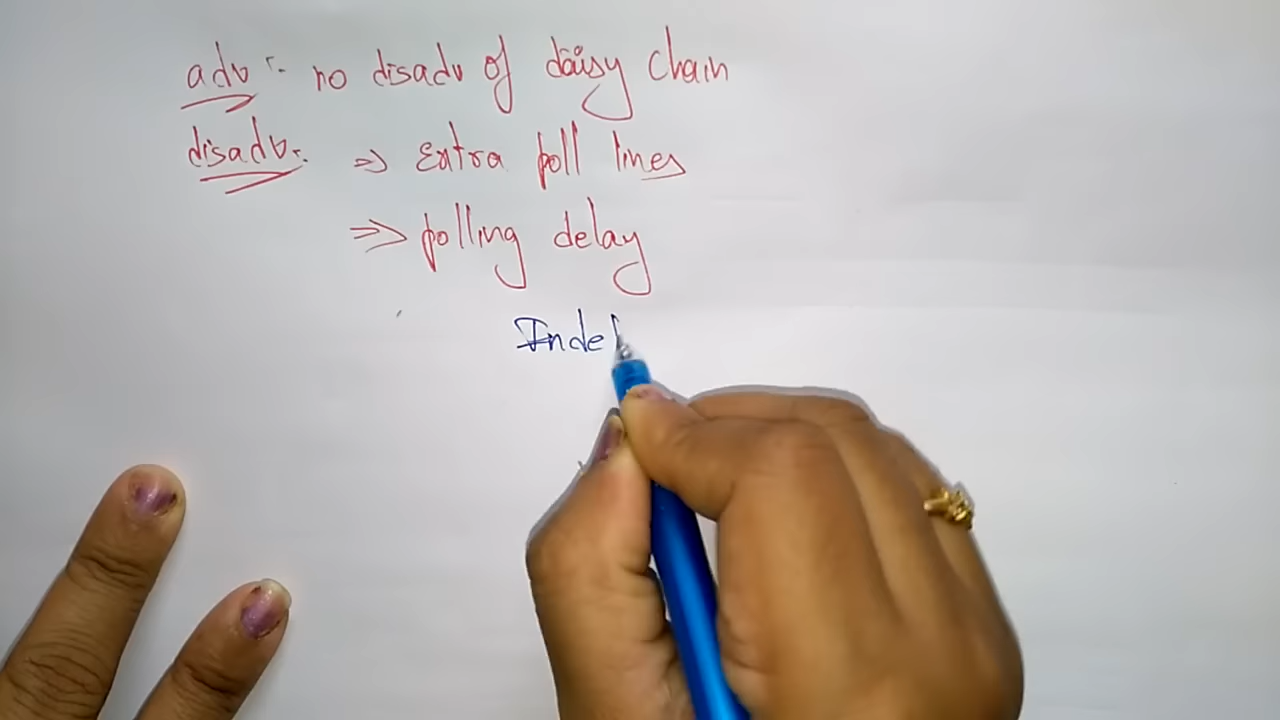 adv :- no disadv of daisy chain
disadv:- => Extra poll lines
=> polling delay
Inde